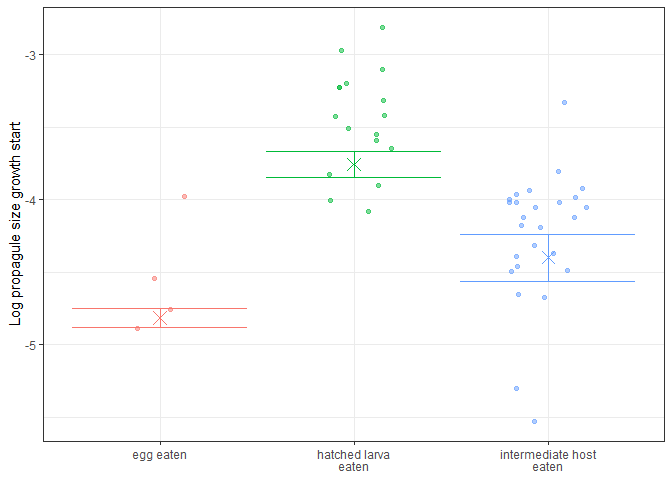 Log propagule size growth start
-3
-4
-5
egg eaten
hatched larva
eaten
intermediate host
eaten